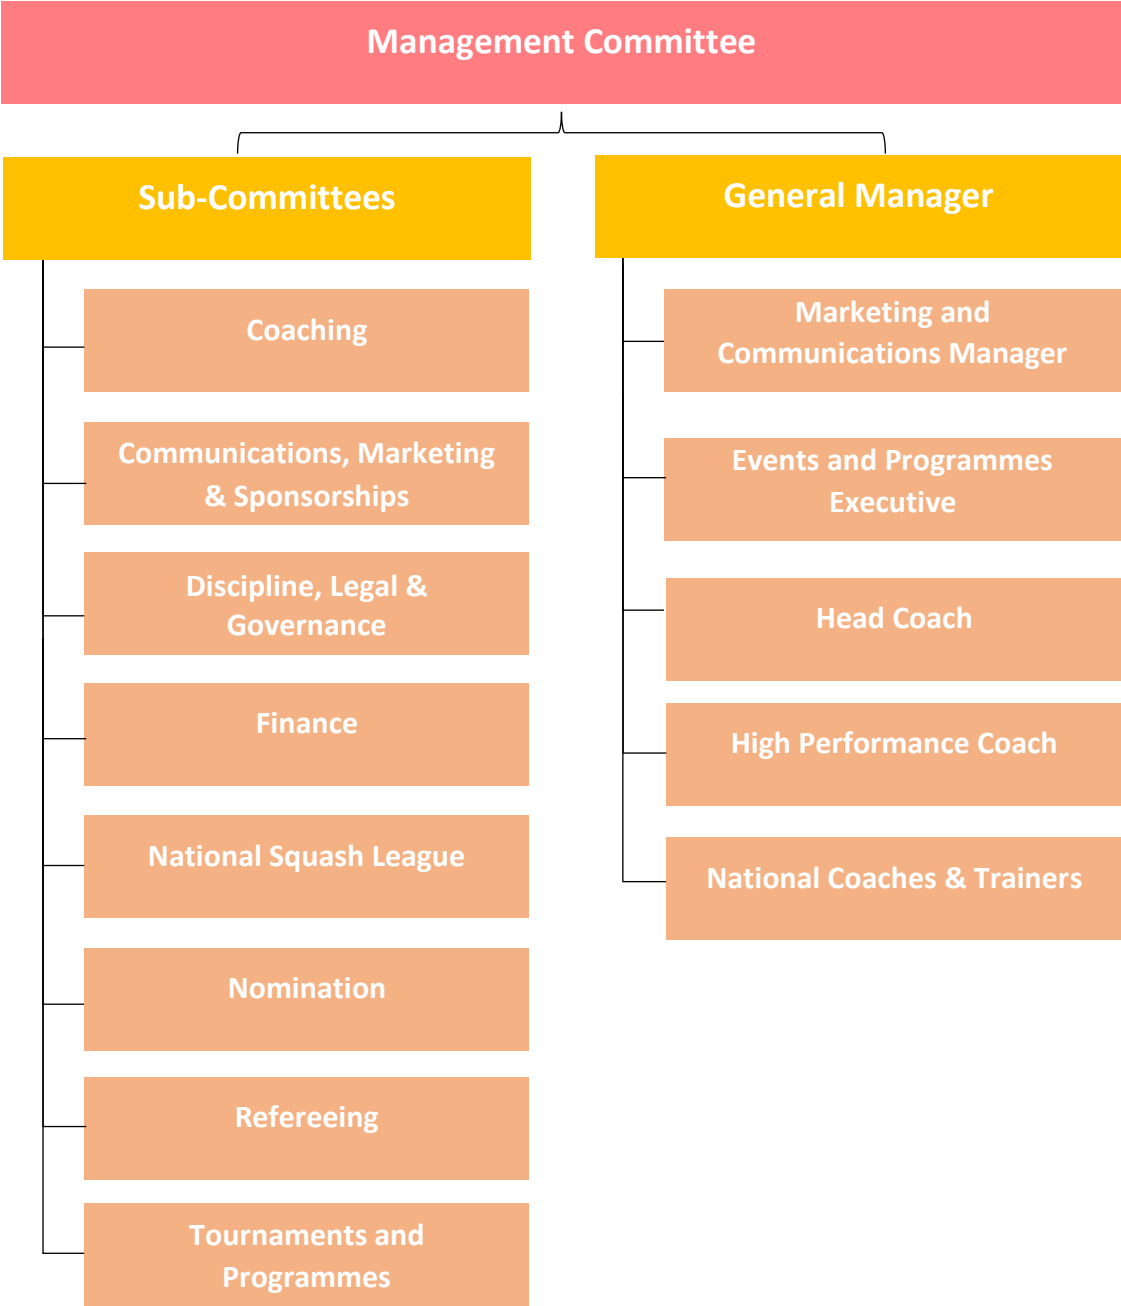 Management Committee
Sub-Committees
Coaching
Communications, Marketing
& Sponsorships
Discipline, Legal &
Governance
Finance
National Squash League
Nomination
Refereeing
Tournaments and
Programmes
General Manager
Marketing and
Communications Manager
Events and Programmes
Executive
Head Coach
High Performance Coach
National Coaches & Trainers